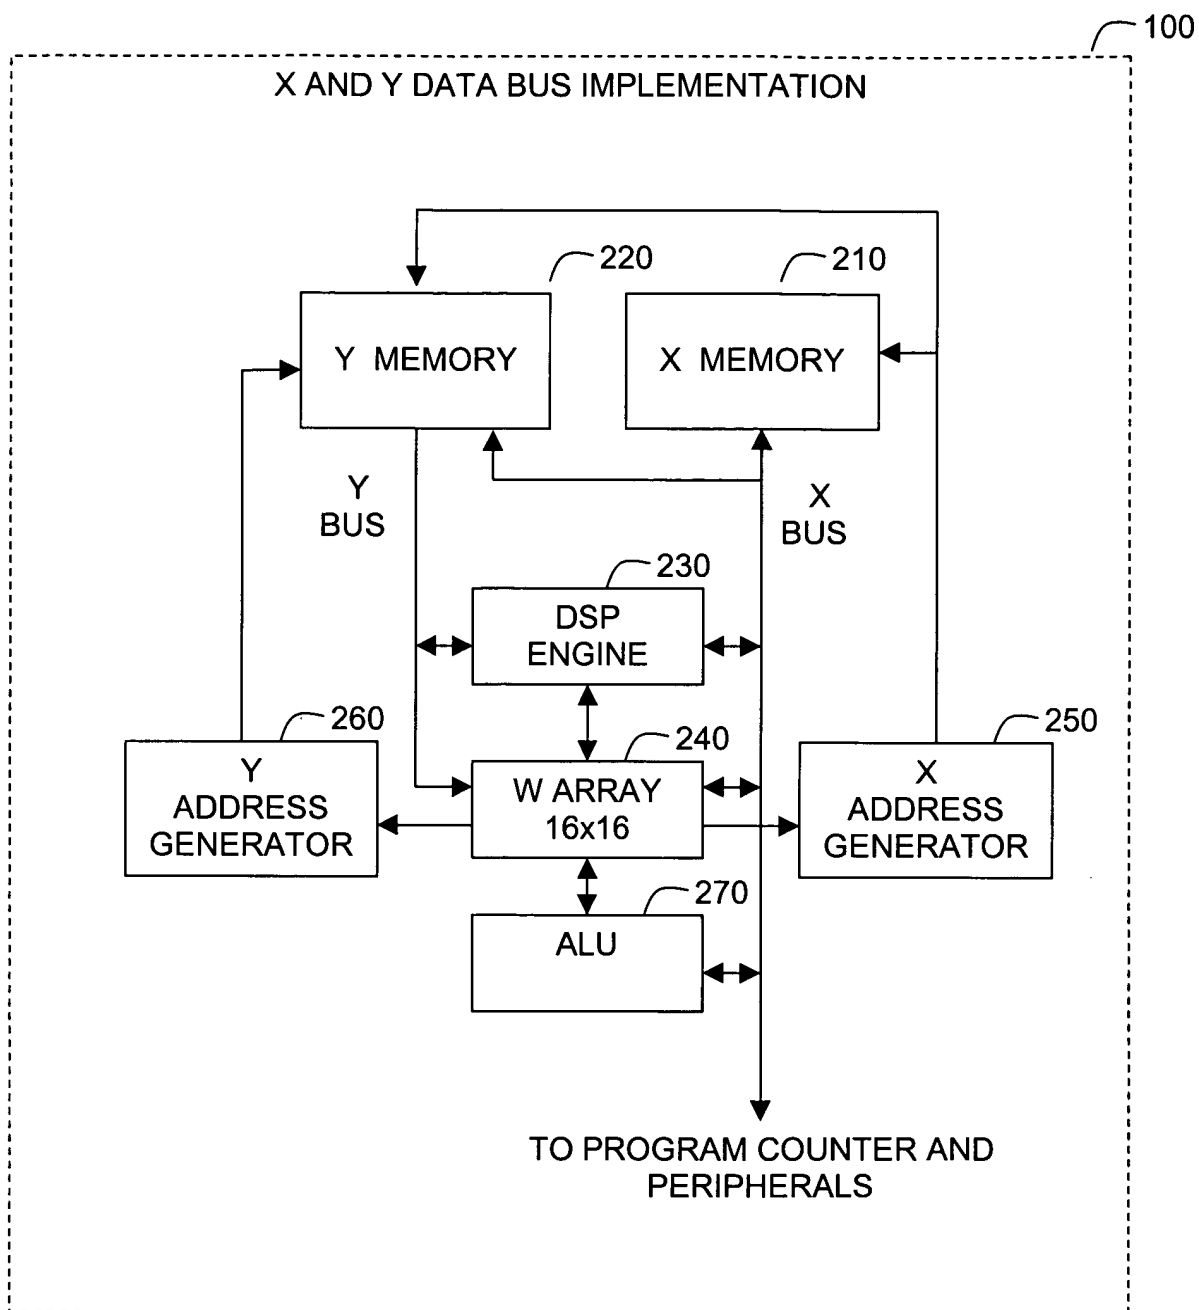 100
X AND Y DATA BUS IMPLEMENTATION
220
210
Y MEMORY
X MEMORY
Y
BUS
X
BUS
230
DSP
ENGINE
260
240
250
Y
ADDRESS
GENERATOR
W ARRAY
16x16
X
ADDRESS
GENERATOR
270
ALU
TO PROGRAM COUNTER AND
PERIPHERALS